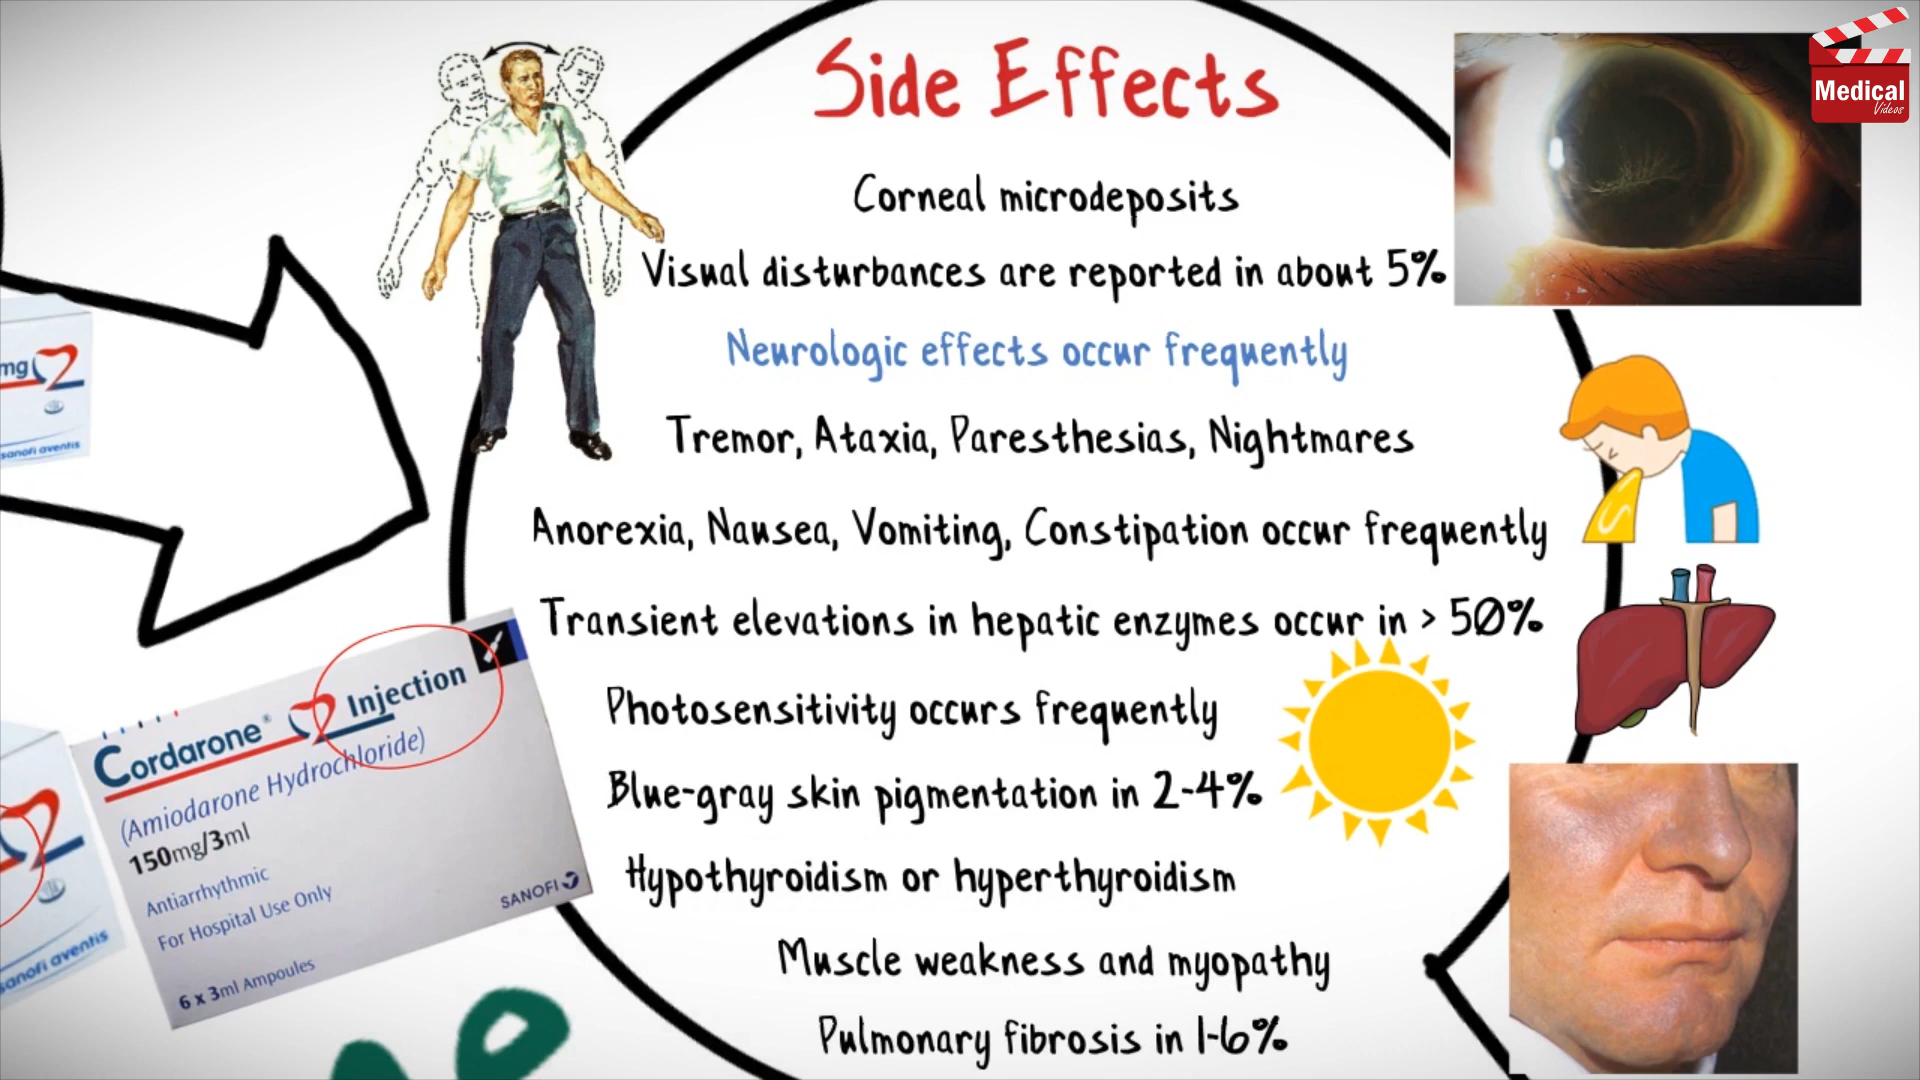 Medical
Videos
Side Effects
Corneal microdeposits
Visual disturbances are reported in about 5%
Neurologic effects occur frequently
Tremor, Ataxia, Paresthesias, Nightmares
Anorexia, Nausea, Vomiting, Constipation occur frequently
Transient elevations in hepatic enzymes occur in > 50%
Photosensitivity occurs frequently
Blue-gray skin pigmentation in 2-4%
Hypothyroidism or hyperthyroidism
Muscle weakness and myopathy
Pulmonary fibrosis in 1-6%
mg
sanofi aventis
Cordarone® Injection
(Amiodarone Hydrochloride)
150mg/3ml
Antiarrhythmic
For Hospital Use Only
6 x 3ml Ampoules
SANOFI
sanofi aventis